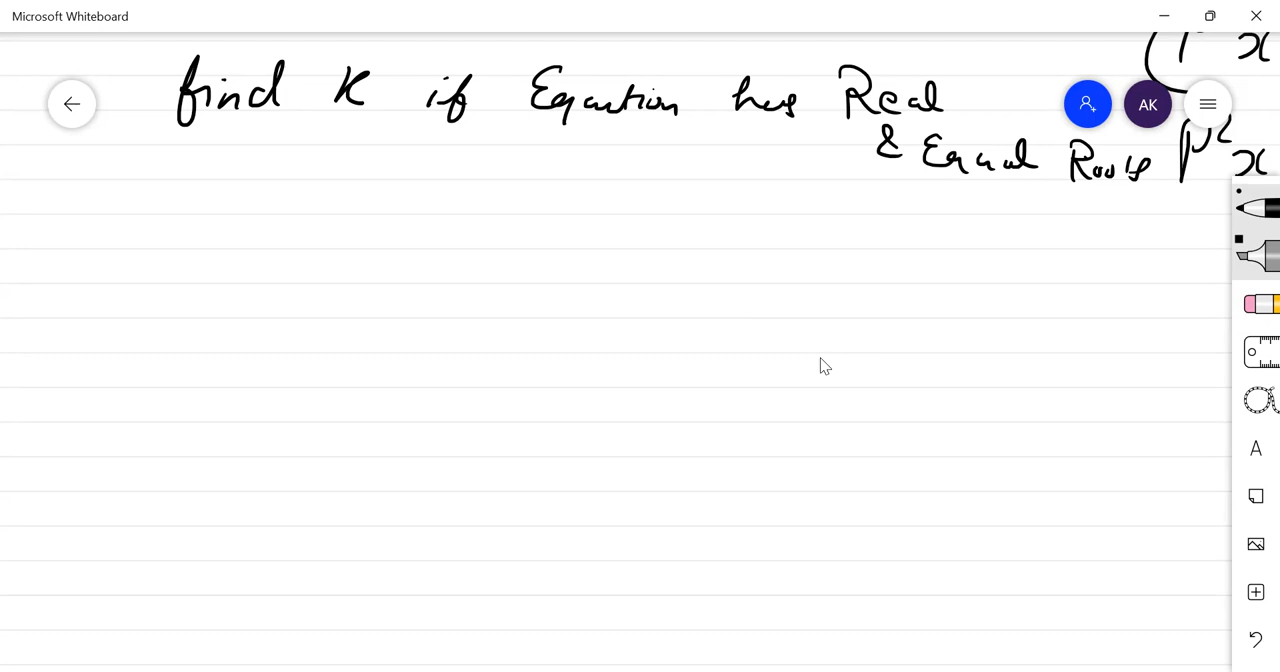 Microsoft Whiteboard
find K if Equation has Real
& Equal Roots
AK
A